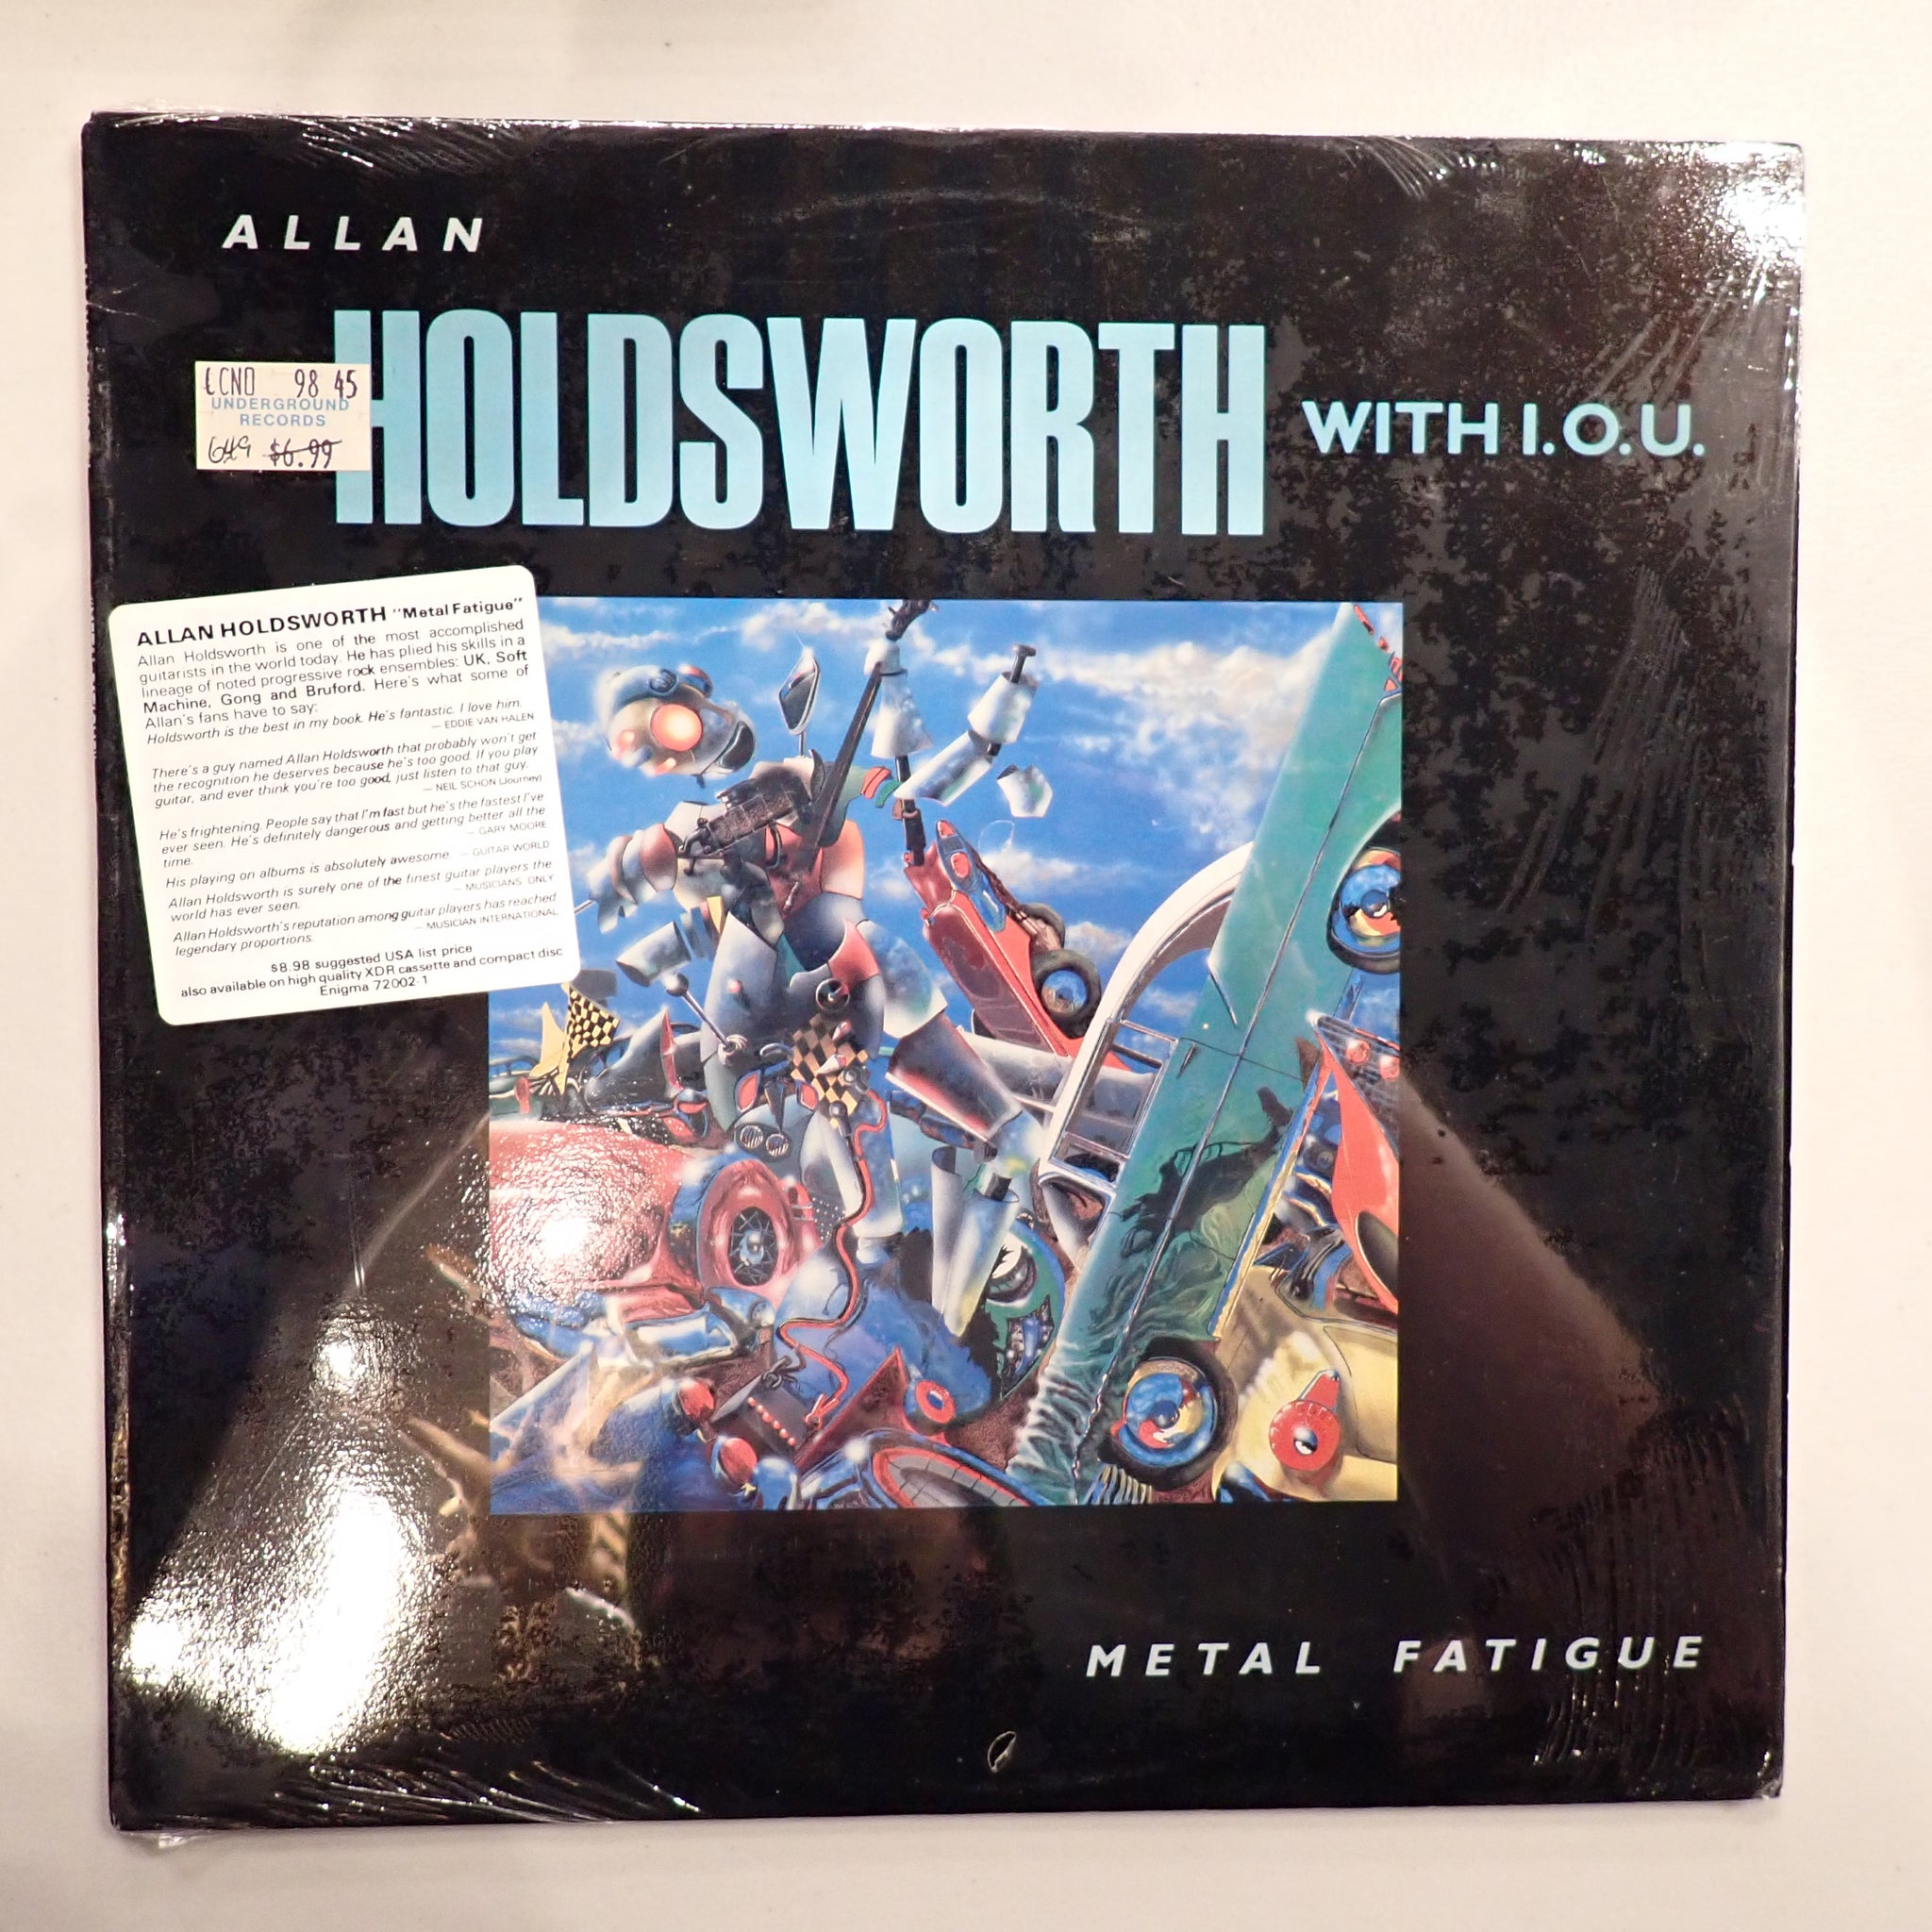 ALLAN
HOLDSWORTH
WITH I.O.U.
98 45
UNDERGROUND
RECORDS
649 $6.99
ALLAN HOLDSWORTH "Metal Fatigue"
Allan Holdsworth is one of the most accomplished
guitarists in the world today. He has plied his skills in a
lineage of noted progressive rock ensembles: UK, Soft
Machine, Gong and Bruford. Here's what some of
Allan's fans have to say:
Holdsworth is the best in my book. He's fantastic. I love him.
— EDDIE VAN HALEN
There's a guy named Allan Holdsworth that probably won't get
the recognition he deserves because he's too good. If you play
guitar, and ever think you're too good, just listen to that guy.
— NEIL SCHON (Journey)
He's frightening. People say that I'm fast but he's the fastest I've
ever seen. He's definitely dangerous and getting better all the
time.
— GARY MOORE
His playing on albums is absolutely awesome. — GUITAR WORLD
Allan Holdsworth is surely one of the finest guitar players the
world has ever seen.
— MUSICIANS ONLY
Allan Holdsworth's reputation among guitar players has reached
legendary proportions.
— MUSICIAN INTERNATIONAL
$8.98 suggested USA list price
also available on high quality XDR cassette and compact disc
Enigma 72002-1
METAL FATIGUE